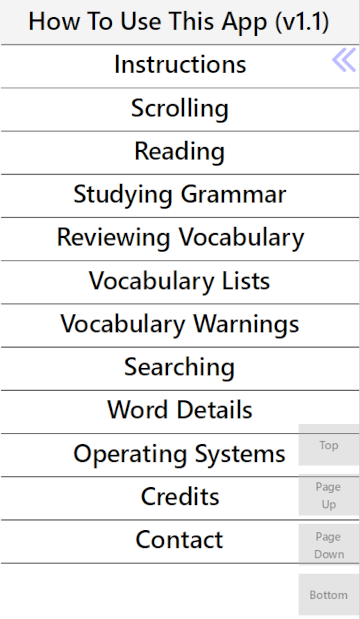 How To Use This App (v1.1)
Instructions
Scrolling
Reading
Studying Grammar
Reviewing Vocabulary
Vocabulary Lists
Vocabulary Warnings
Searching
Word Details
Operating Systems
Credits
Contact
Top
Page
Up
Page
Down
Bottom